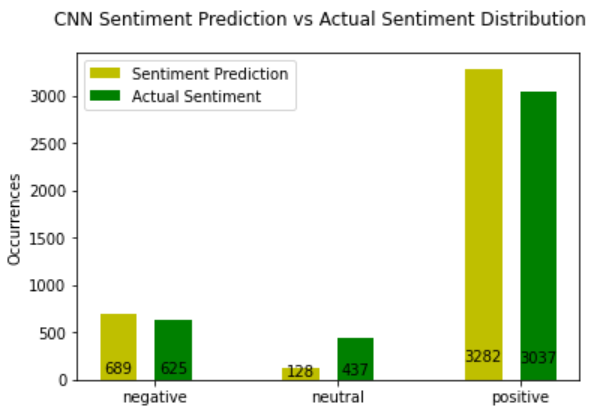 CNN Sentiment Prediction vs Actual Sentiment Distribution
Sentiment Prediction
Actual Sentiment
Occurrences
3000
2500
2000
1500
1000
500
0
689
625
128
437
3282
3037
negative
neutral
positive